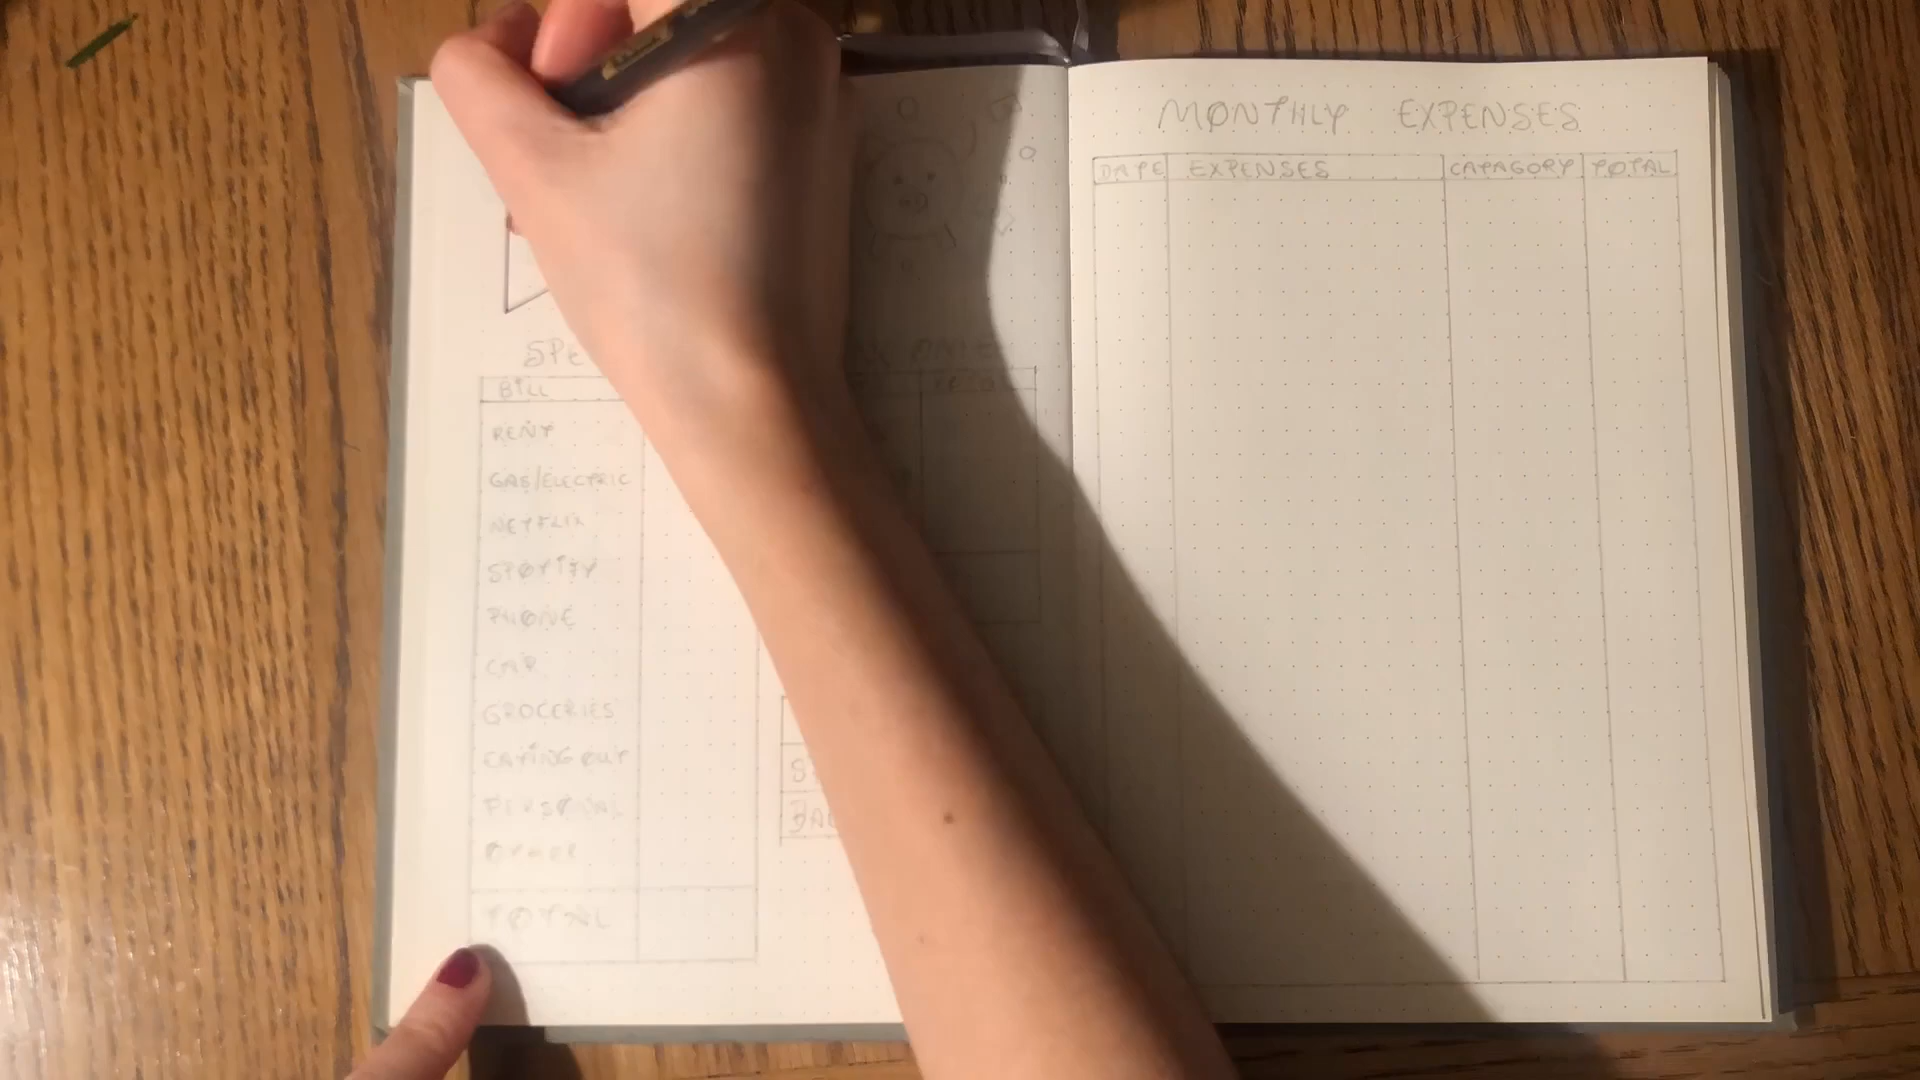 MONTHLY EXPENSES
DATE EXPENSES CATAGORY TOTAL
BILL
RENT
GAS/ELECTRIC
NETFLIX
SPOTIFY
PHONE
CAR
GROCERIES
EATING OUT
PERSONAL
OTHER
TOTAL